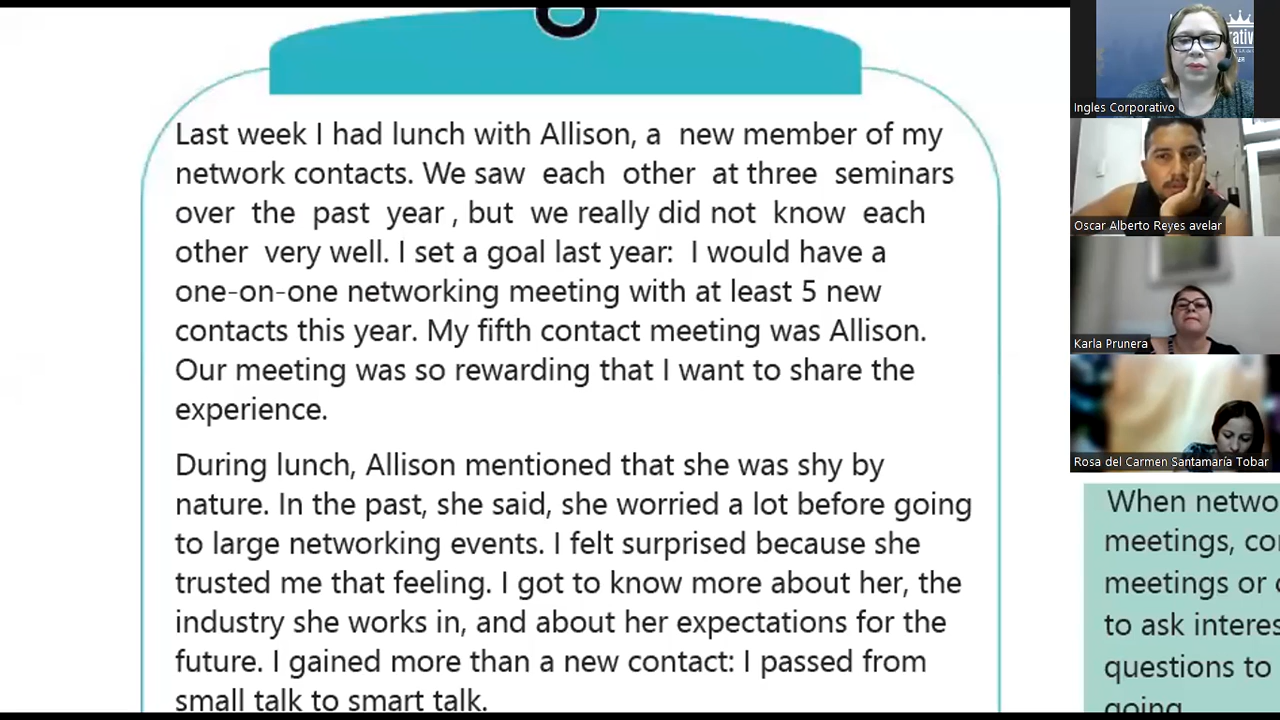 Last week I had lunch with Allison, a new member of my
network contacts. We saw each other at three seminars
over the past year, but we really did not know each
other very well. I set a goal last year: I would have a
one-on-one networking meeting with at least 5 new
contacts this year. My fifth contact meeting was Allison.
Our meeting was so rewarding that I want to share the
experience.
During lunch, Allison mentioned that she was shy by
nature. In the past, she said, she worried a lot before going
to large networking events. I felt surprised because she
trusted me that feeling. I got to know more about her, the
industry she works in, and about her expectations for the
future. I gained more than a new contact: I passed from
small talk to smart talk.
Ingles Corporativo
Oscar Alberto Reyes avelar
Karla Prunera
Rosa del Carmen Santamaría Tobar
When netwo
meetings, co
meetings or
to ask interes
questions to
going